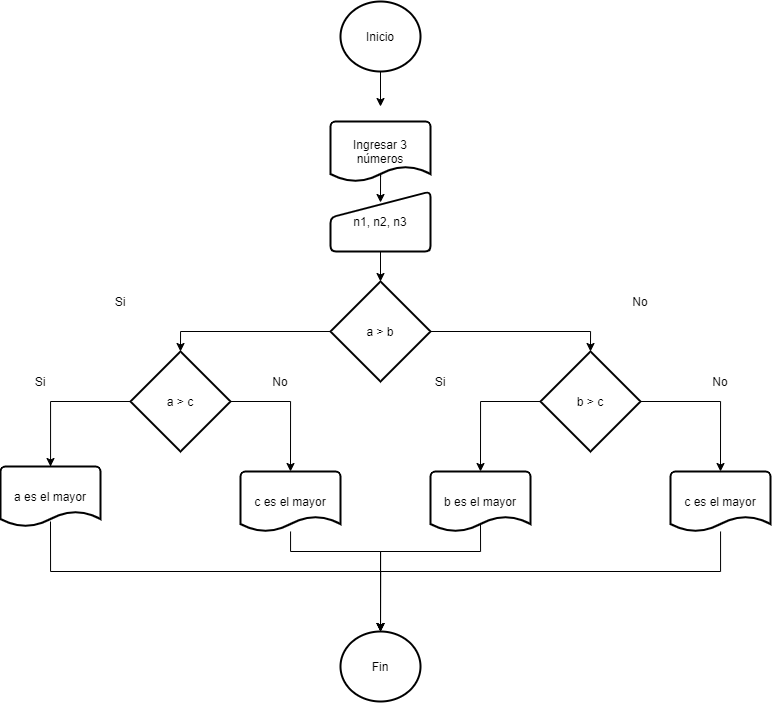 Inicio
Ingresar 3
números
n1, n2, n3
Si
No
a > b
Si
No
Si
No
a > c
b > c
a es el mayor
c es el mayor
b es el mayor
c es el mayor
Fin